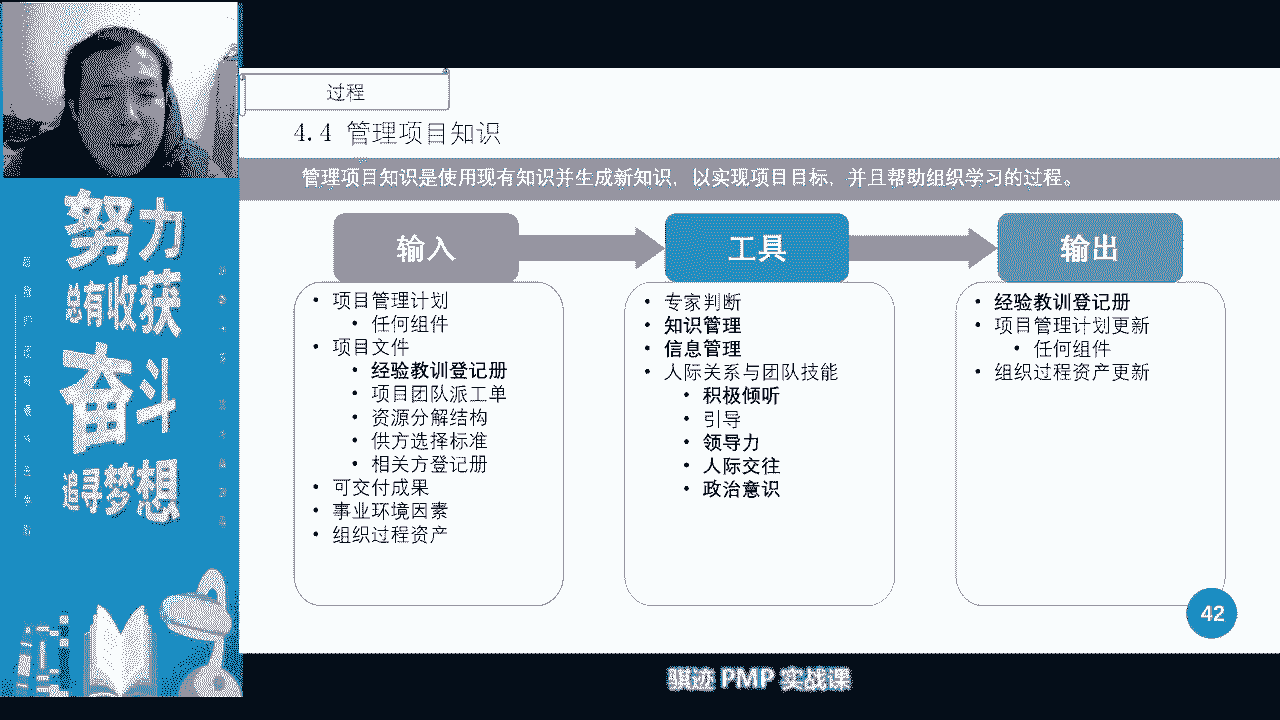 过程
4.4 管理项目知识
管理项目知识是使用现有知识并生成新知识，以实现项目目标，并且帮助组织学习的过程。
输入
• 项目管理计划
• 任何组件
• 项目文件
• 经验教训登记册
• 项目团队派工单
• 资源分解结构
• 供方选择标准
• 相关方登记册
• 可交付成果
• 事业环境因素
• 组织过程资产
工具
• 专家判断
• 知识管理
• 信息管理
• 人际关系与团队技能
• 积极倾听
• 引导
• 领导力
• 人际交往
• 政治意识
输出
• 经验教训登记册
• 项目管理计划更新
• 任何组件
• 组织过程资产更新
42
努力
总有收获
奋斗
追寻梦想
骐迹 PMP 实战课